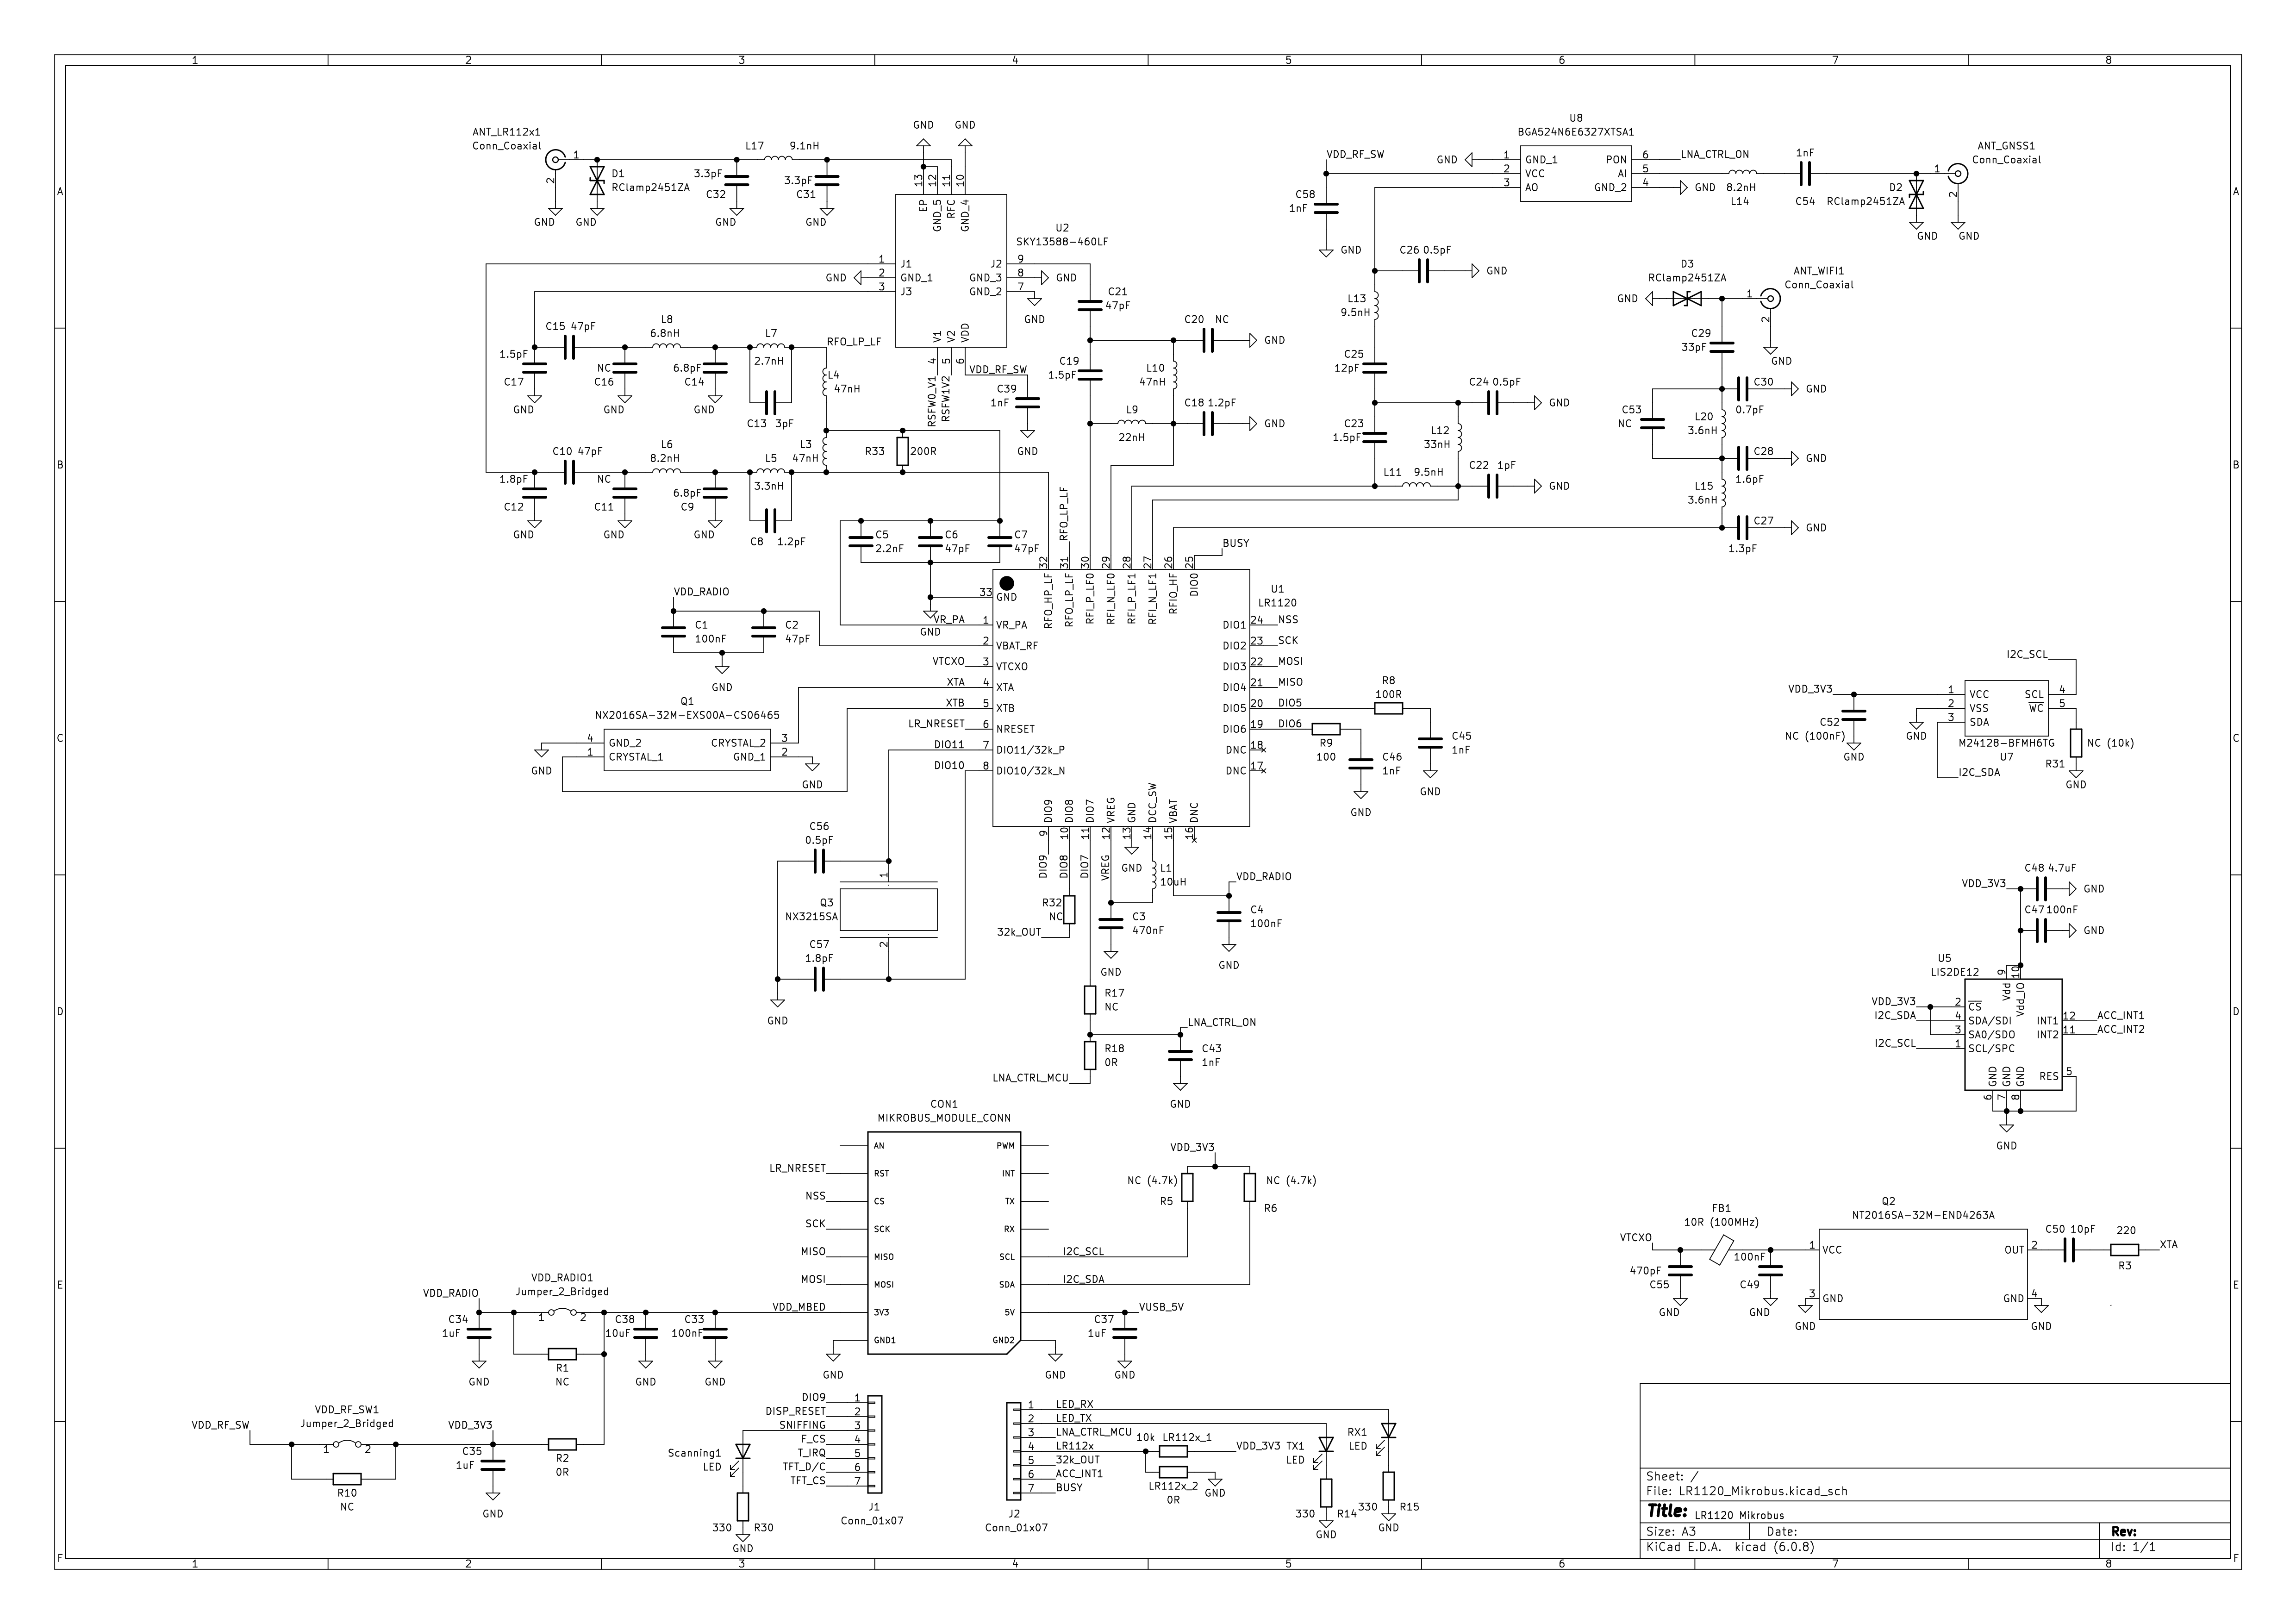 1 2 3 4 5 6 7 8
A
B
C
D
E
F
ANT_LR112x1
Conn_Coaxial
1
2
GND
D1
RClamp2451ZA
GND
L17 9.1nH
3.3pF
C32
GND
3.3pF
C31
GND
GND GND
13 12 11 10
EP
GND_5
RFC
GND_4
U2
SKY13588-460LF
1 J1
GND 2 GND_1
3 J3
J2 9
GND_3 8 GND
GND_2 7
GND
V1
V2
VDD
4 5 6
RSFW0_V1
RSFW1V2
VDD_RF_SW
C39
1nF
GND
C15 47pF
1.5pF
C17
GND
L8
6.8nH
NC
C16
GND
6.8pF
C14
GND
L7
2.7nH
C13 3pF
RFO_LP_LF
L4
47nH
L3
47nH
R33 200R
C10 47pF
1.8pF
C12
GND
L6
8.2nH
NC
C11
GND
6.8pF
C9
GND
L5
3.3nH
C8 1.2pF
C5
2.2nF
C6
47pF
C7
47pF
GND
C21
47pF
C20 NC
GND
C19
1.5pF
L10
47nH
L9
22nH
C18 1.2pF
GND
RFO_LP_LF
VDD_RF_SW
C58
1nF
GND
U8
BGA524N6E6327XTSA1
GND 1 GND_1
2 VCC
3 AO
PON 6 LNA_CTRL_ON
AI 5
GND_2 4 GND
8.2nH
L14
1nF
C54
D2
RClamp2451ZA
GND
ANT_GNSS1
Conn_Coaxial
1
2
GND
C26 0.5pF
GND
L13
9.5nH
C25
12pF
C24 0.5pF
GND
C23
1.5pF
L12
33nH
L11 9.5nH
C22 1pF
GND
D3
RClamp2451ZA
GND
ANT_WIFI1
Conn_Coaxial
1
2
GND
C29
33pF
C30
0.7pF
GND
C53
NC
L20
3.6nH
C28
1.6pF
GND
L15
3.6nH
C27
1.3pF
GND
BUSY
32 31 30 29 28 27 26 25
RFO_HP_LF
RFO_LP_LF
RFI_P_LF0
RFI_N_LF0
RFI_P_LF1
RFI_N_LF1
RFIO_HF
DIO0
U1
LR1120
33 GND
VR_PA 1 VR_PA
2 VBAT_RF
VTCXO 3 VTCXO
XTA 4 XTA
XTB 5 XTB
LR_NRESET 6 NRESET
DIO11 7 DIO11/32k_P
DIO10 8 DIO10/32k_N
DIO1 24 NSS
DIO2 23 SCK
DIO3 22 MOSI
DIO4 21 MISO
DIO5 20 DIO5
DIO6 19 DIO6
DNC 18
DNC 17
DIO9
DIO8
DIO7
VREG
GND
DCC_SW
VBAT
DNC
9 10 11 12 13 14 15 16
DIO9
DIO8
DIO7
VREG
GND
L1
10uH
VDD_RADIO
C1
100nF
C2
47pF
GND
Q1
NX2016SA-32M-EXS00A-CS06465
4 GND_2
1 CRYSTAL_1
CRYSTAL_2 3
GND_1 2
GND
GND
R8
100R
R9
100
C46
1nF
GND
C45
1nF
GND
C56
0.5pF
1
Q3
NX3215SA
2
C57
1.8pF
GND
R32
NC
32k_OUT
C3
470nF
GND
VDD_RADIO
C4
100nF
GND
R17
NC
LNA_CTRL_ON
R18
0R
LNA_CTRL_MCU
C43
1nF
GND
I2C_SCL
VDD_3V3
C52
NC (100nF)
GND
GND
1 VCC
2 VSS
3 SDA
SCL 4
WC 5
M24128-BFMH6TG
U7
I2C_SDA
NC (10k)
R31
GND
VDD_3V3
C48 4.7uF
GND
C47 100nF
GND
U5
LIS2DE12
9 10
Vdd
Vdd_IO
VDD_3V3 2 CS
I2C_SDA 4 SDA/SDI
3 SA0/SDO
I2C_SCL 1 SCL/SPC
INT1 12 ACC_INT1
INT2 11 ACC_INT2
RES 5
GND
GND
GND
6 7 8
GND
CON1
MIKROBUS_MODULE_CONN
AN
LR_NRESET RST
NSS CS
SCK SCK
MISO MISO
MOSI MOSI
VDD_MBED 3V3
GND1
GND
PWM
INT
TX
RX
SCL I2C_SCL
SDA I2C_SDA
5V VUSB_5V
GND2
GND
C37
1uF
GND
VDD_3V3
NC (4.7k)
R5
NC (4.7k)
R6
VDD_RADIO
C34
1uF
GND
VDD_RADIO1
Jumper_2_Bridged
1 2
R1
NC
C38
10uF
GND
C33
100nF
GND
VDD_RF_SW
VDD_RF_SW1
Jumper_2_Bridged
1 2
R10
NC
VDD_3V3
C35
1uF
GND
R2
0R
DIO9 1
DISP_RESET 2
SNIFFING 3
F_CS 4
T_IRQ 5
TFT_D/C 6
TFT_CS 7
J1
Conn_01x07
Scanning1
LED
330 R30
GND
1 LED_RX
2 LED_TX
3 LNA_CTRL_MCU
4 LR112x
5 32k_OUT
6 ACC_INT1
7 BUSY
J2
Conn_01x07
10k LR112x_1
VDD_3V3
LR112x_2
0R
GND
TX1
LED
330 R14
GND
RX1
LED
330 R15
GND
VTCXO
470pF
C55
GND
FB1
10R (100MHz)
100nF
C49
GND
Q2
NT2016SA-32M-END4263A
1 VCC
3 GND
GND
OUT 2
GND 4
GND
C50 10pF
220
R3
XTA
Sheet: /
File: LR1120_Mikrobus.kicad_sch
Title: LR1120 Mikrobus
Size: A3 Date: Rev:
KiCad E.D.A. kicad (6.0.8) Id: 1/1
A
B
C
D
E
F
1 2 3 4 5 6 7 8